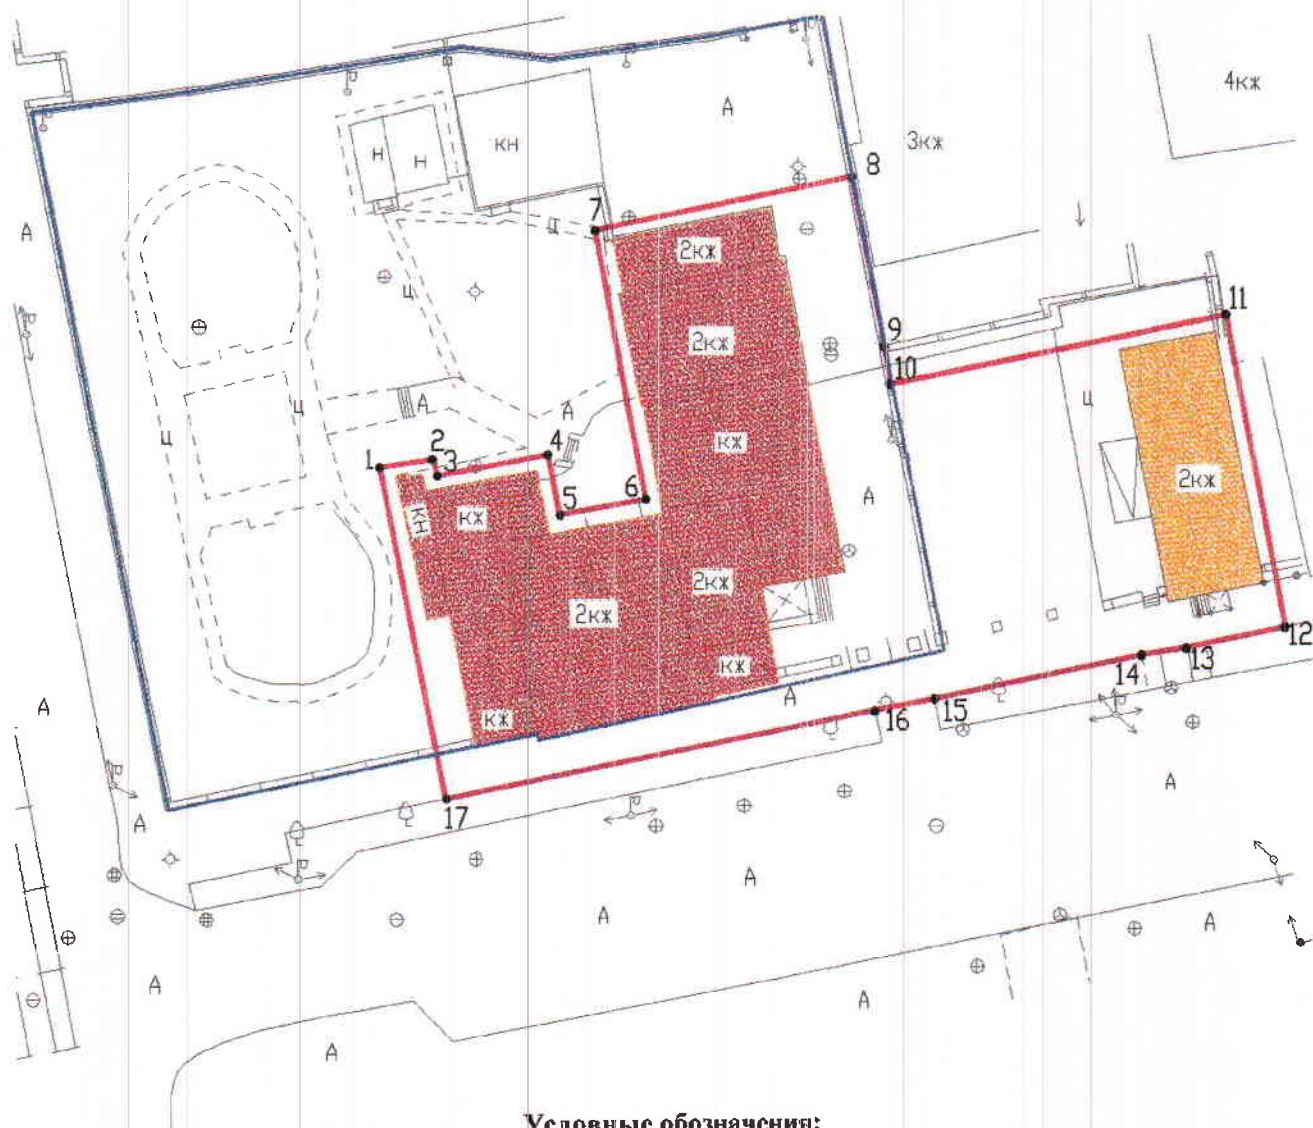 4кж
А
3кж
Н
Н
КН
8
7
А
Ц
2кж
Ц
11
2кж
9
10
А
А
Ц
Ц
Ц
кж
2
4
1
3
2кж
6
КН
кж
5
А
2кж
2кж
12
кж
14
13
А
А
кж
16
15
А
17
А
А
А
А
А
А
А
Условные обозначения: